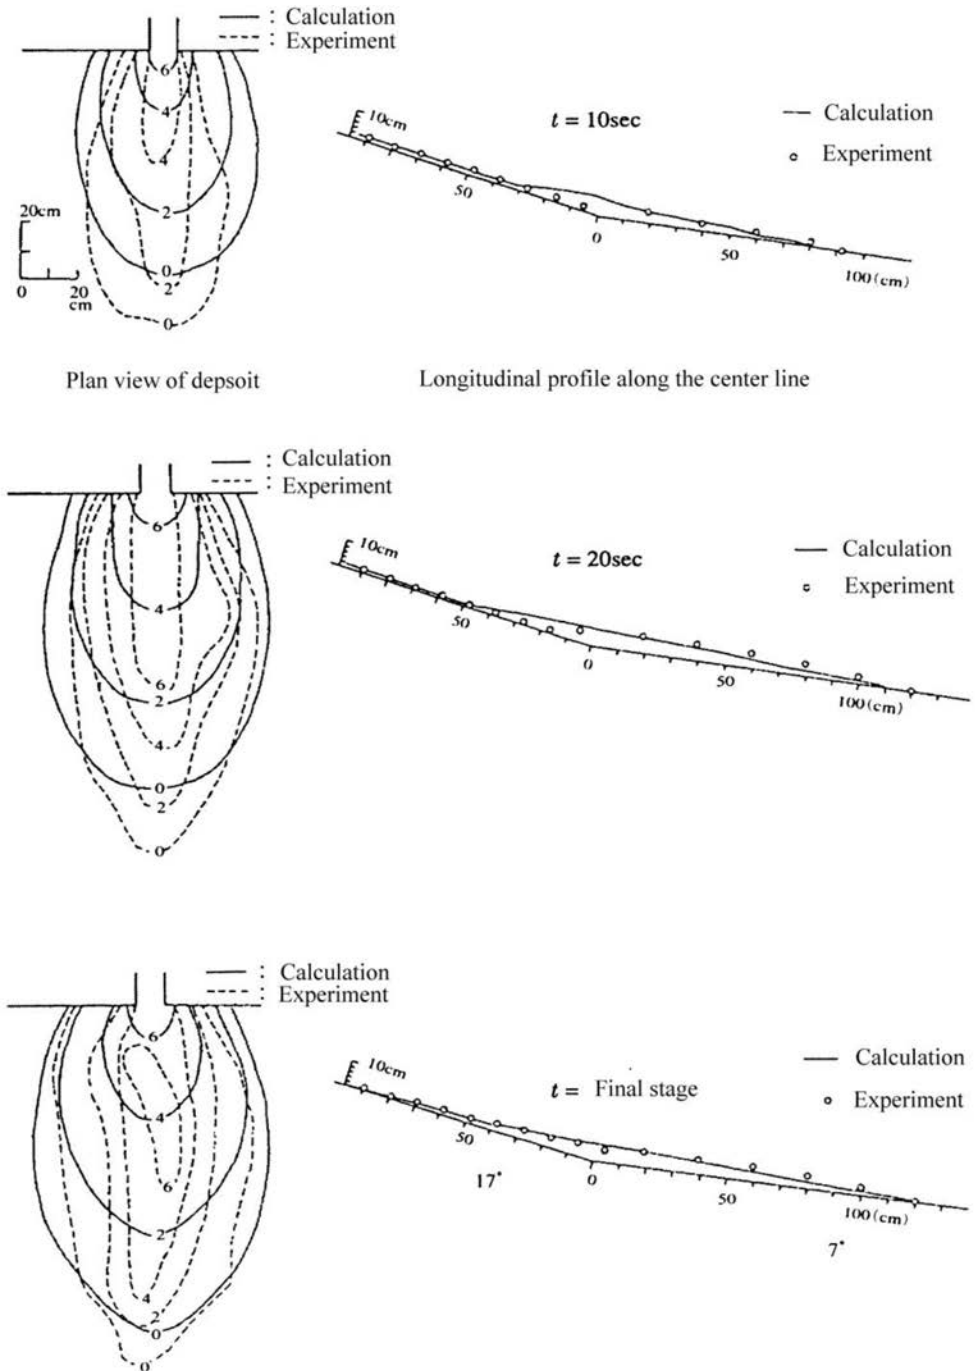 — : Calculation
---- : Experiment
6
4
4
2
0
2
0
20cm
0 20
cm
10cm
t = 10sec
— Calculation
o Experiment
50
0
50
100 (cm)
Plan view of depsoit
Longitudinal profile along the center line
— : Calculation
---- : Experiment
6
4
6
2
4
0
2
0
10cm
t = 20sec
— Calculation
o Experiment
50
0
50
100 (cm)
— : Calculation
---- : Experiment
6
4
6
2
4
2
0
0
10cm
t = Final stage
— Calculation
o Experiment
50
17°
0
50
100 (cm)
7°